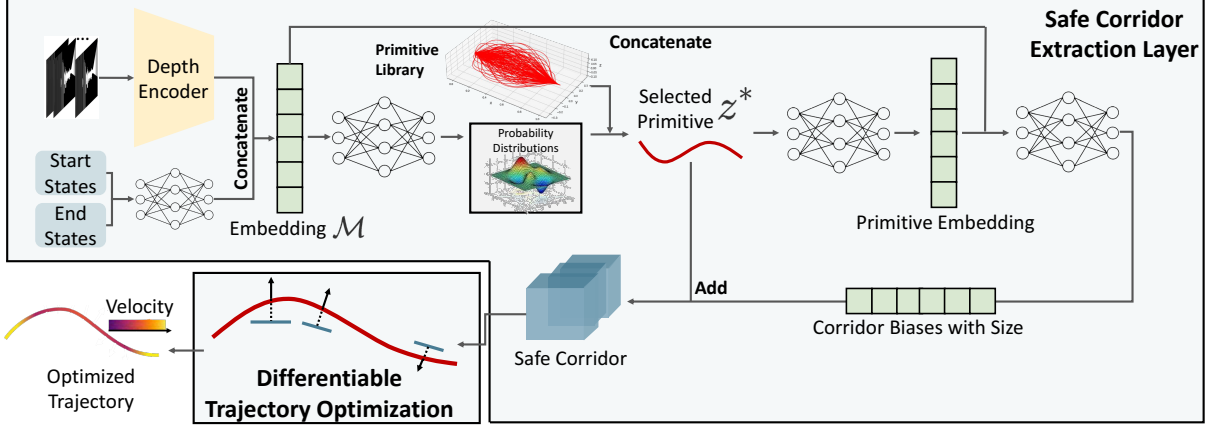 Safe Corridor
Extraction Layer
...
Depth
Encoder
Concatenate
Start
States
End
States
Embedding M
Primitive
Library
Probability
Distributions
Concatenate
Selected
Primitive z*
Primitive Embedding
Add
Corridor Biases with Size
Safe Corridor
Differentiable
Trajectory Optimization
Velocity
Optimized
Trajectory